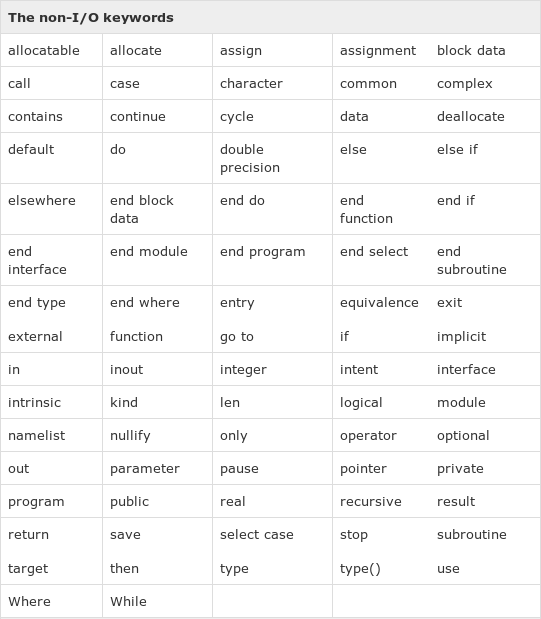 The non-I/O keywords
allocatable allocate assign assignment block data
call case character common complex
contains continue cycle data deallocate
default do double precision else else if
elsewhere end block data end do end function end if
end interface end module end program end select end subroutine
end type end where entry equivalence exit
external function go to if implicit
in inout integer intent interface
intrinsic kind len logical module
namelist nullify only operator optional
out parameter pause pointer private
program public real recursive result
return save select case stop subroutine
target then type type() use
Where While